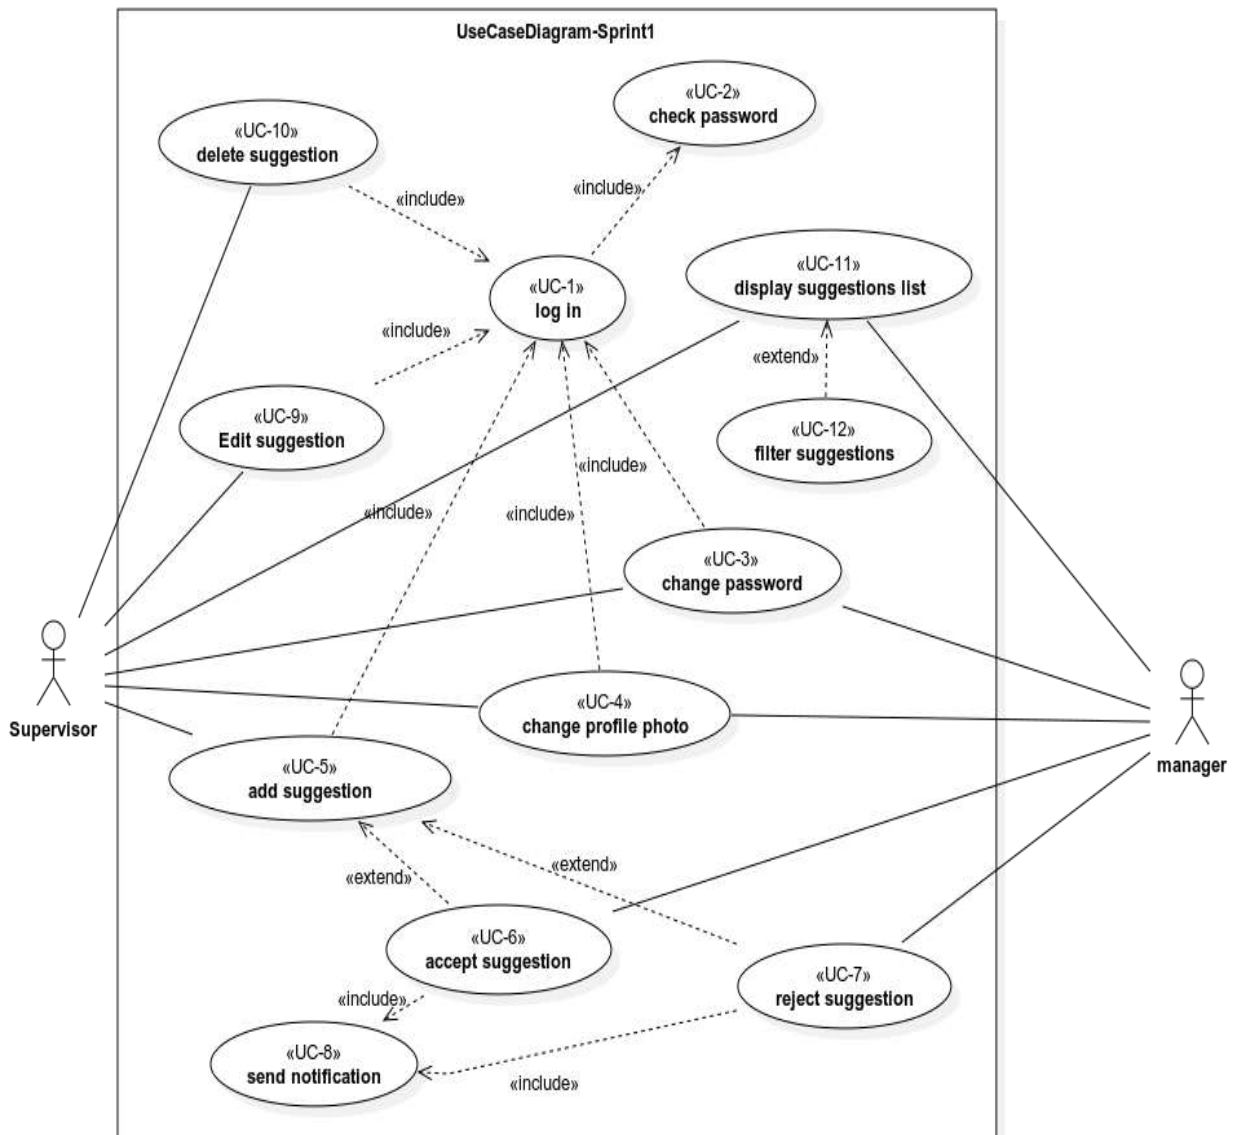 UseCaseDiagram-Sprint1
«UC-2»
check password
«UC-10»
delete suggestion
«include»
«include»
«UC-11»
display suggestions list
«UC-1»
log in
«include»
«extend»
«UC-9»
Edit suggestion
«UC-12»
filter suggestions
«include»
«include»
«include»
«UC-3»
change password
«UC-4»
change profile photo
Supervisor
manager
«UC-5»
add suggestion
«extend»
«extend»
«UC-6»
accept suggestion
«UC-7»
reject suggestion
«include»
«UC-8»
send notification
«include»